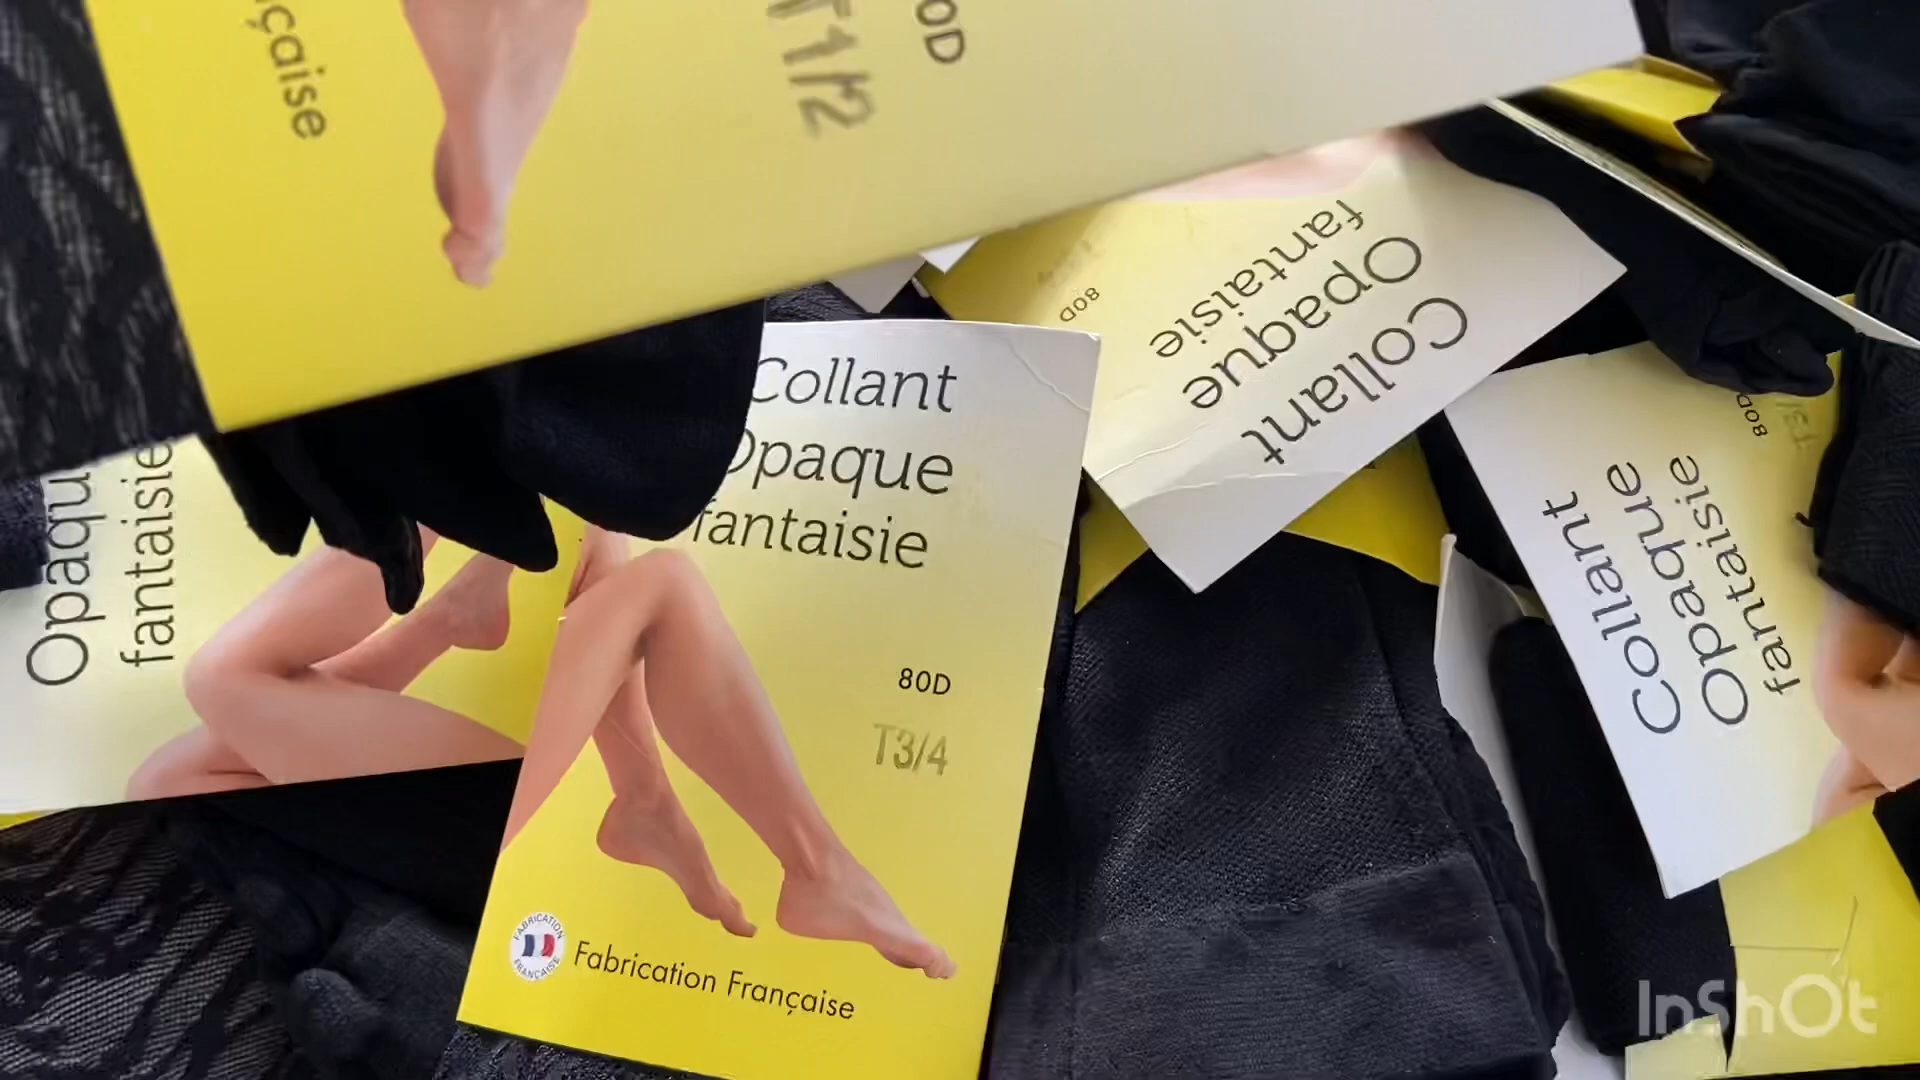 çaise
T1/2
80D
Collant
Opaque
fantaisie
80D
Collant
Opaque
fantaisie
80D
T3/4
FABRICATION
FRANÇAISE
Fabrication Française
Opaqu
fantaisie
Collant
Opaque
fantaisie
80D
InShOt